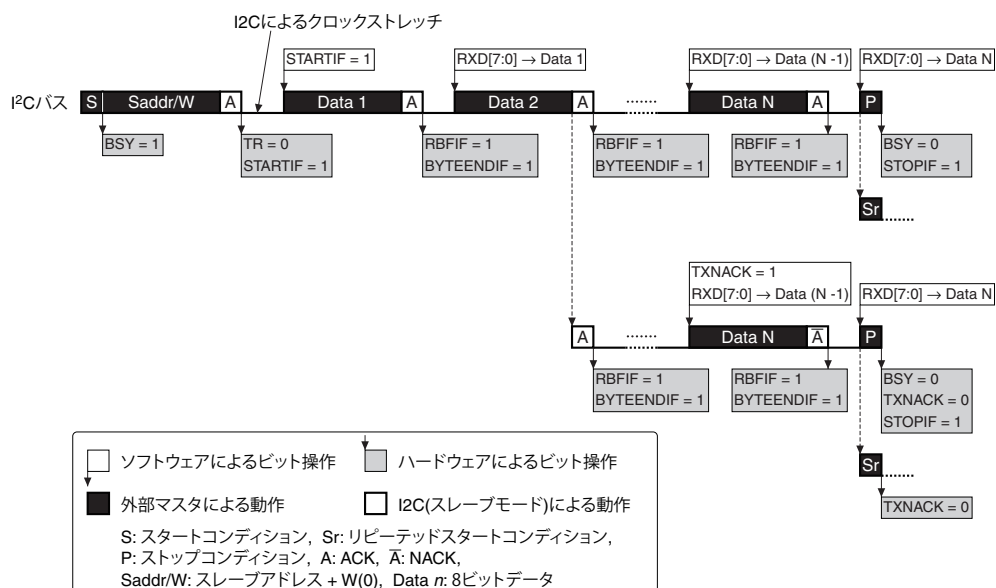 I2Cによるクロックストレッチ
STARTIF = 1
RXD[7:0] → Data 1
RXD[7:0] → Data (N -1)
RXD[7:0] → Data N
I²Cバス
S Saddr/W A Data 1 A Data 2 A ........ Data N A P
BSY = 1
TR = 0
STARTIF = 1
RBFIF = 1
BYTEENDIF = 1
RBFIF = 1
BYTEENDIF = 1
RBFIF = 1
BYTEENDIF = 1
BSY = 0
STOPIF = 1
Sr ........
TXNACK = 1
RXD[7:0] → Data (N -1)
RXD[7:0] → Data N
A ........ Data N A̅ P
RBFIF = 1
BYTEENDIF = 1
RBFIF = 1
BYTEENDIF = 1
BSY = 0
TXNACK = 0
STOPIF = 1
Sr ........
TXNACK = 0
ソフトウェアによるビット操作 ハードウェアによるビット操作
外部マスタによる動作 I2C(スレーブモード)による動作
S: スタートコンディション, Sr: リピーテッドスタートコンディション,
P: ストップコンディション, A: ACK, A̅: NACK,
Saddr/W: スレーブアドレス + W(0), Data n: 8ビットデータ